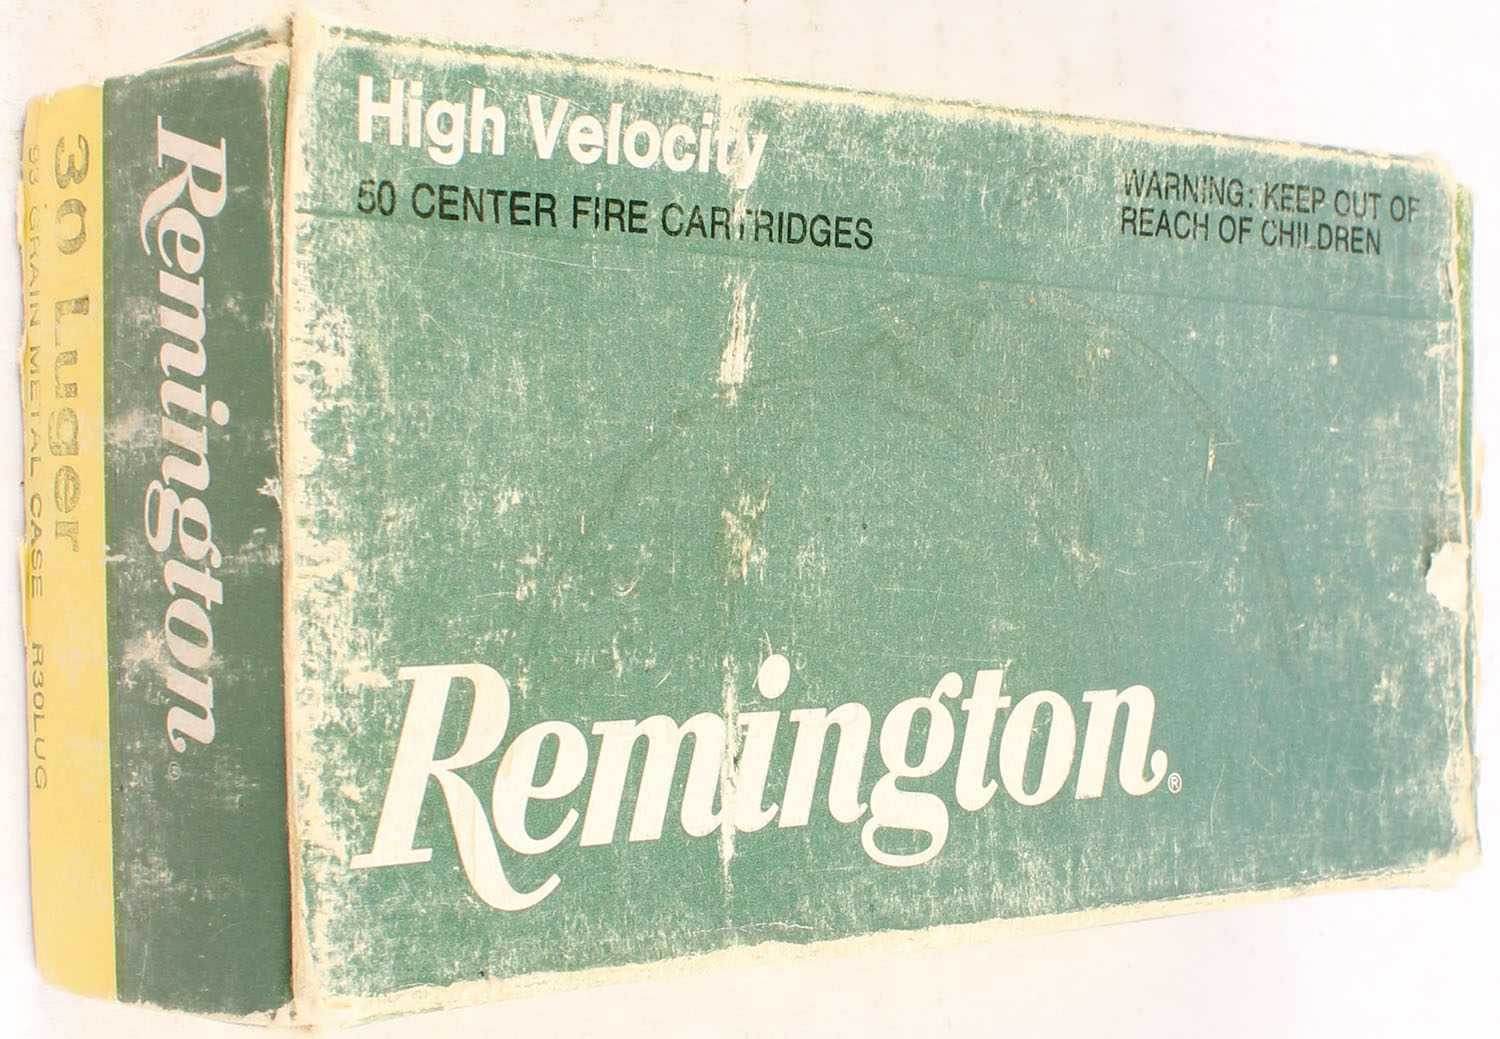 High Velocity
50 CENTER FIRE CARTRIDGES
WARNING: KEEP OUT OF
REACH OF CHILDREN
Remington®
Remington®
30 Luger
93 GRAIN METAL CASE R30LUG